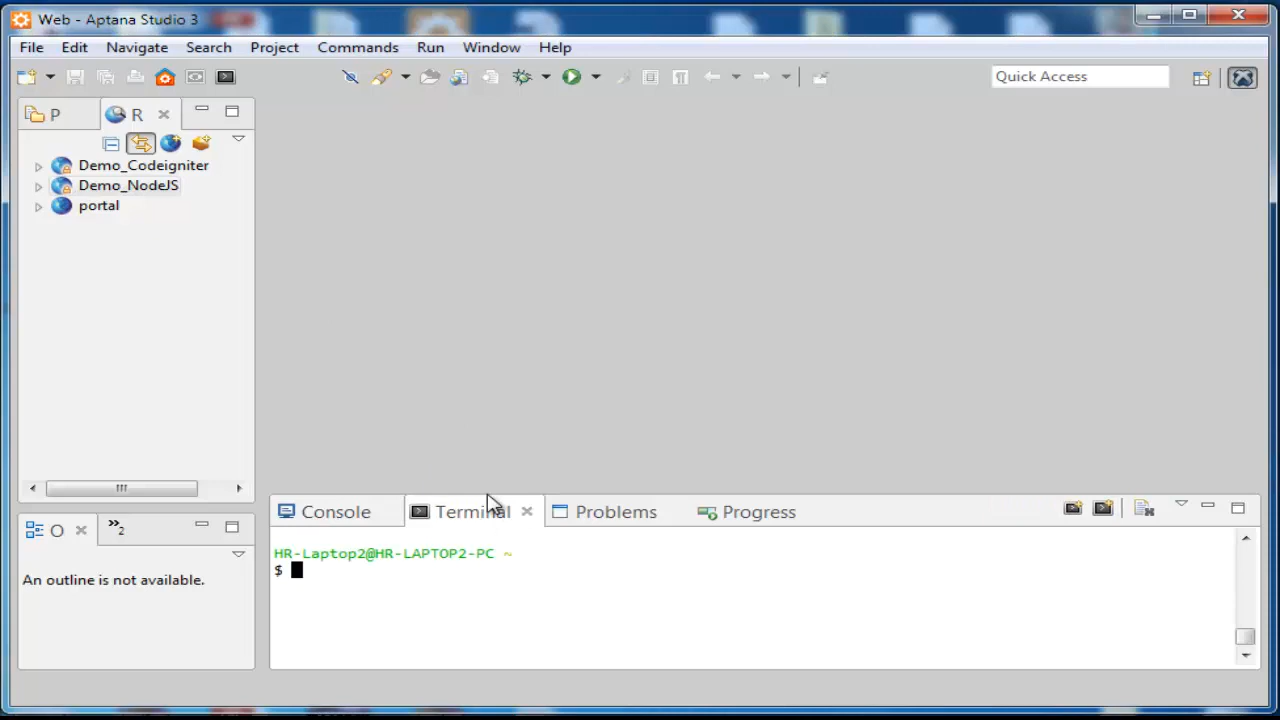 Web - Aptana Studio 3
File Edit Navigate Search Project Commands Run Window Help
Quick Access
P R
Demo_Codeigniter
Demo_NodeJS
portal
Console Terminal Problems Progress
O »2
An outline is not available.
HR-Laptop2@HR-LAPTOP2-PC ~
$